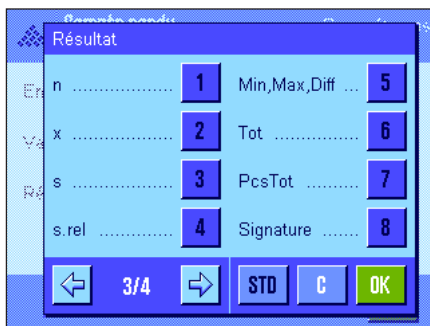 Résultat
n .................. 1
x .................. 2
s .................. 3
s.rel ............. 4
Min,Max,Diff ... 5
Tot ............... 6
PcsTot .......... 7
Signature ....... 8
3/4 STD C OK